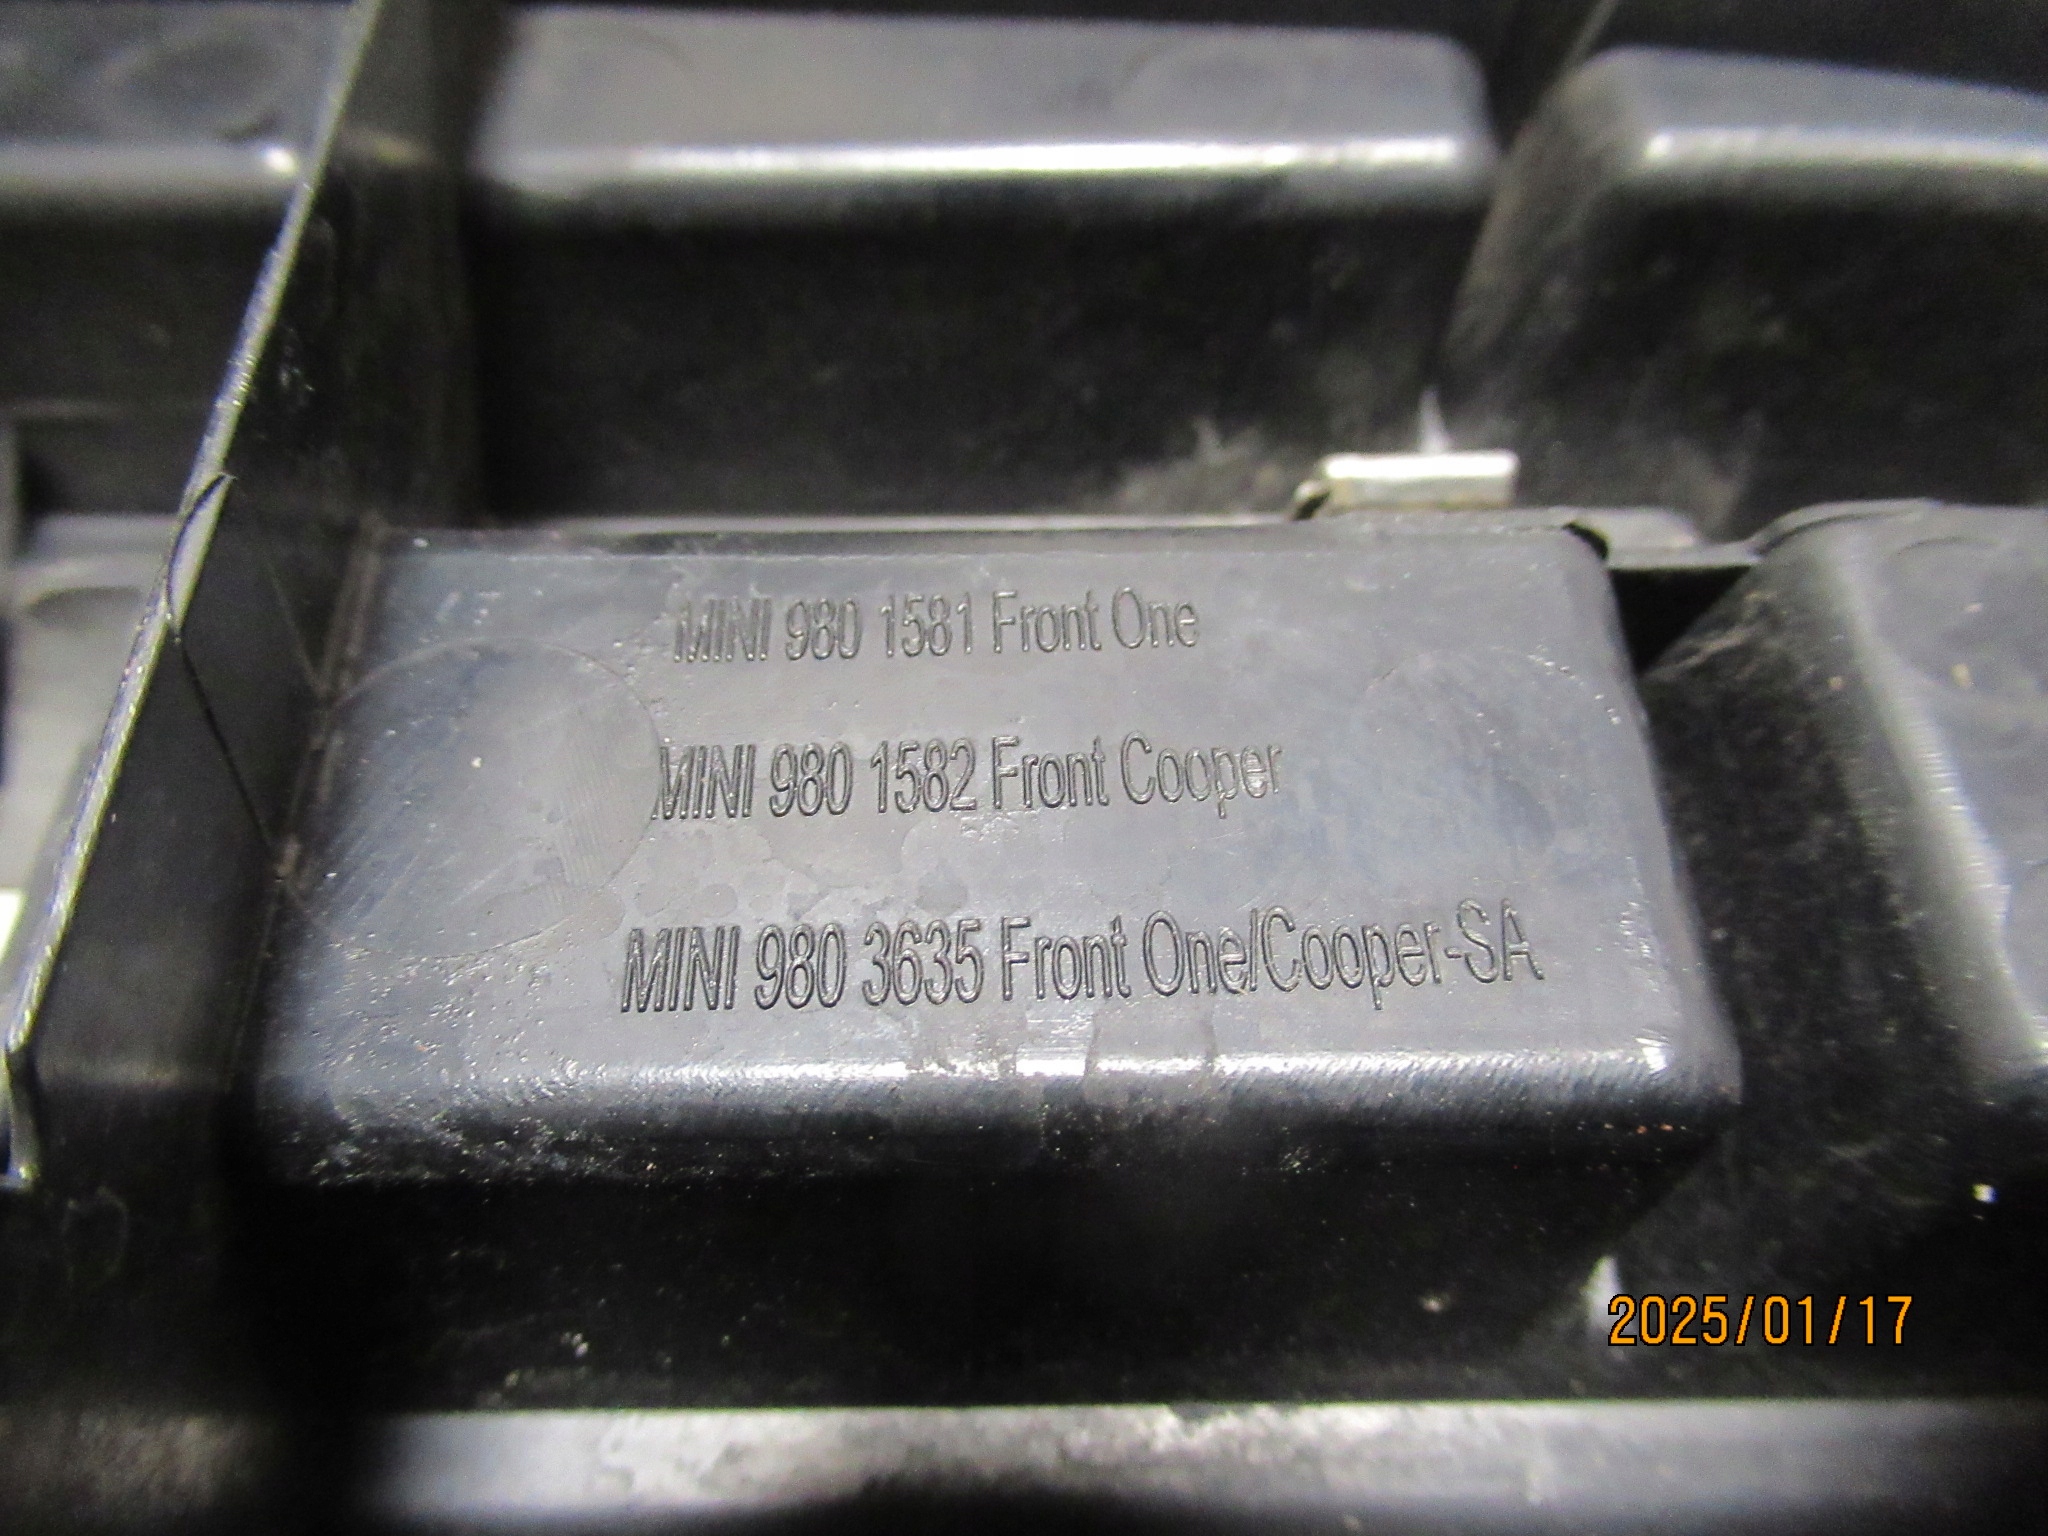 MINI 980 1581 Front One
MINI 980 1582 Front Cooper
MINI 980 3635 Front One/Cooper-SA
2025/01/17